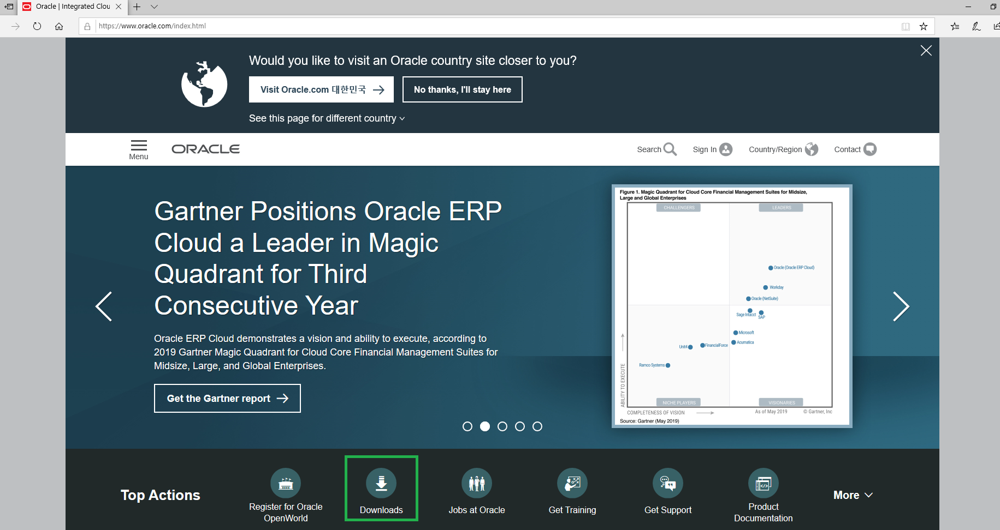 Oracle | Integrated Clou
https://www.oracle.com/index.html
Would you like to visit an Oracle country site closer to you?
Visit Oracle.com 대한민국
No thanks, I'll stay here
See this page for different country
Menu
ORACLE
Search
Sign In
Country/Region
Contact
Gartner Positions Oracle ERP
Cloud a Leader in Magic
Quadrant for Third
Consecutive Year
Oracle ERP Cloud demonstrates a vision and ability to execute, according to
2019 Gartner Magic Quadrant for Cloud Core Financial Management Suites for
Midsize, Large, and Global Enterprises.
Get the Gartner report
Figure 1. Magic Quadrant for Cloud Core Financial Management Suites for Midsize,
Large and Global Enterprises
CHALLENGERS
LEADERS
Oracle (Oracle ERP Cloud)
Workday
Oracle (NetSuite)
Sage Intacct
SAP
Microsoft
Acumatica
Unit4
FinancialForce
Ramco Systems
ABILITY TO EXECUTE
NICHE PLAYERS
VISIONARIES
COMPLETENESS OF VISION
As of May 2019
© Gartner, Inc
Source: Gartner (May 2019)
Top Actions
Register for Oracle
OpenWorld
Downloads
Jobs at Oracle
Get Training
Get Support
Product
Documentation
More